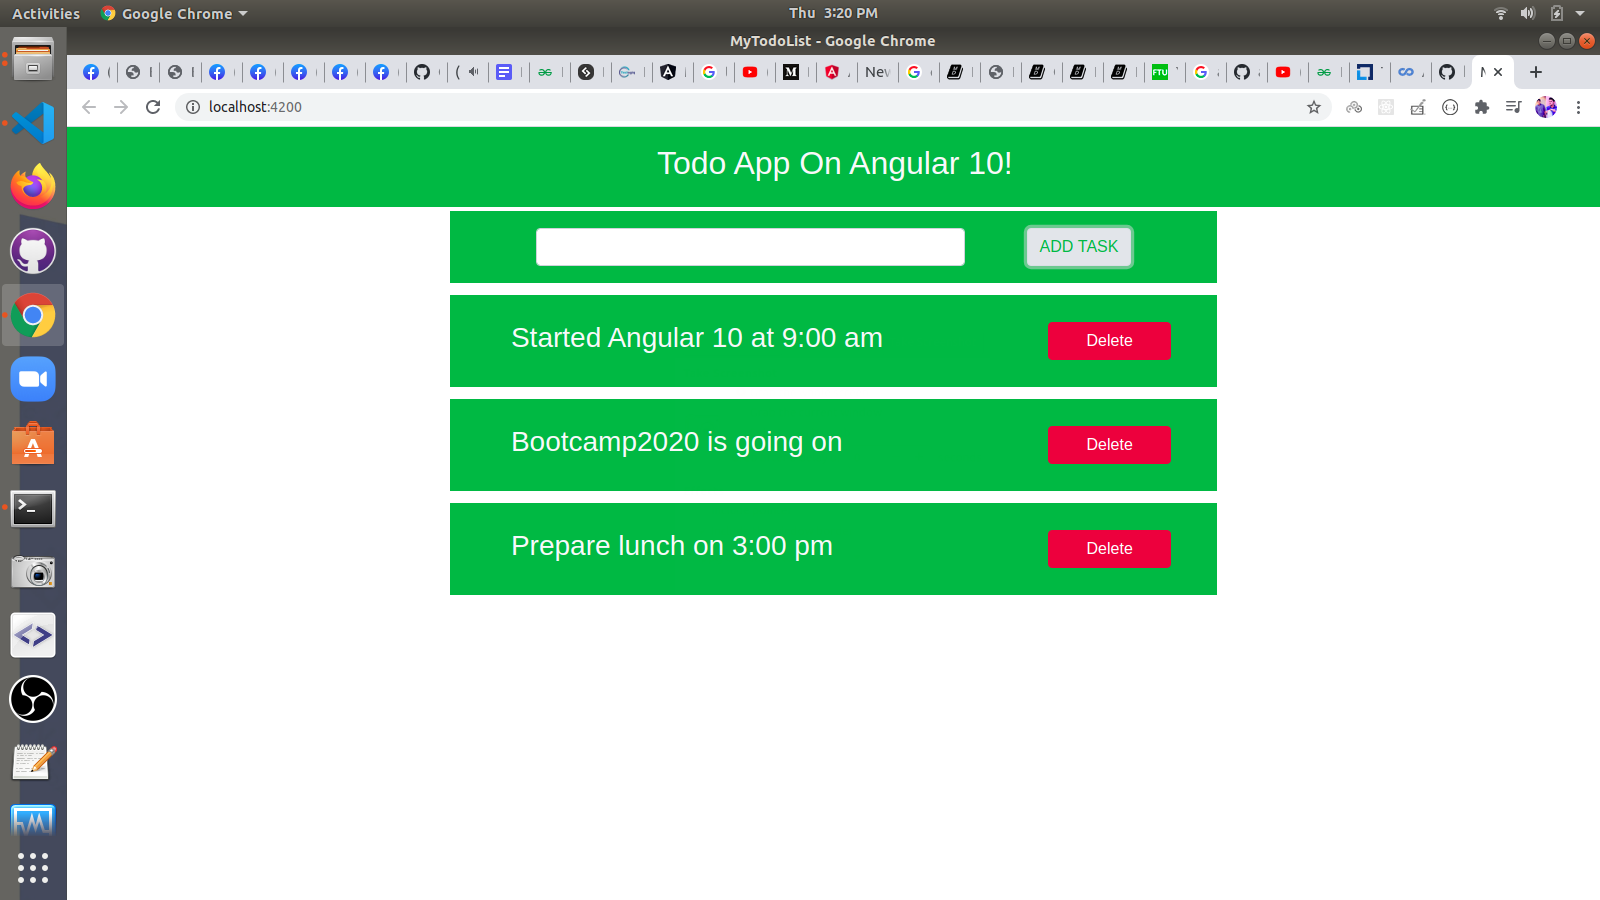 Activities Google Chrome Thu 3:20 PM
MyTodoList - Google Chrome
New
FTU
localhost:4200
Todo App On Angular 10!
ADD TASK
Started Angular 10 at 9:00 am
Delete
Bootcamp2020 is going on
Delete
Prepare lunch on 3:00 pm
Delete